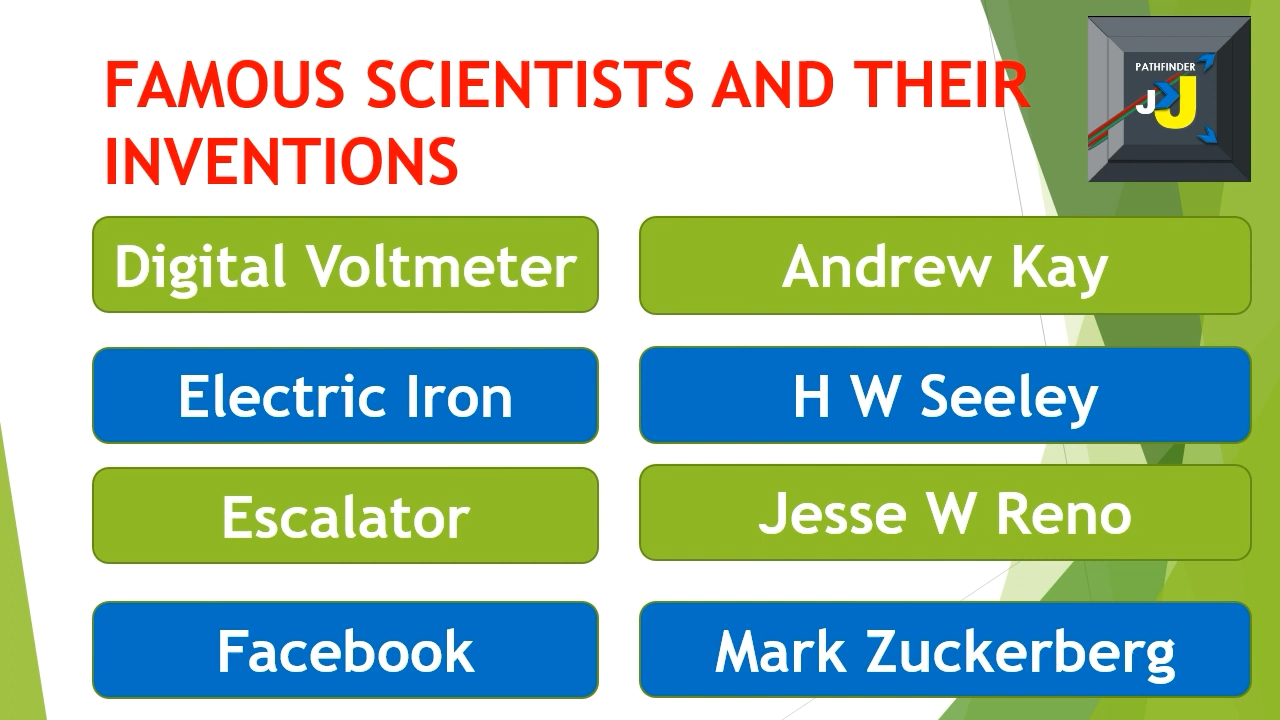 FAMOUS SCIENTISTS AND THEIR
INVENTIONS
PATHFINDER
JJ
Digital Voltmeter
Andrew Kay
Electric Iron
H W Seeley
Escalator
Jesse W Reno
Facebook
Mark Zuckerberg